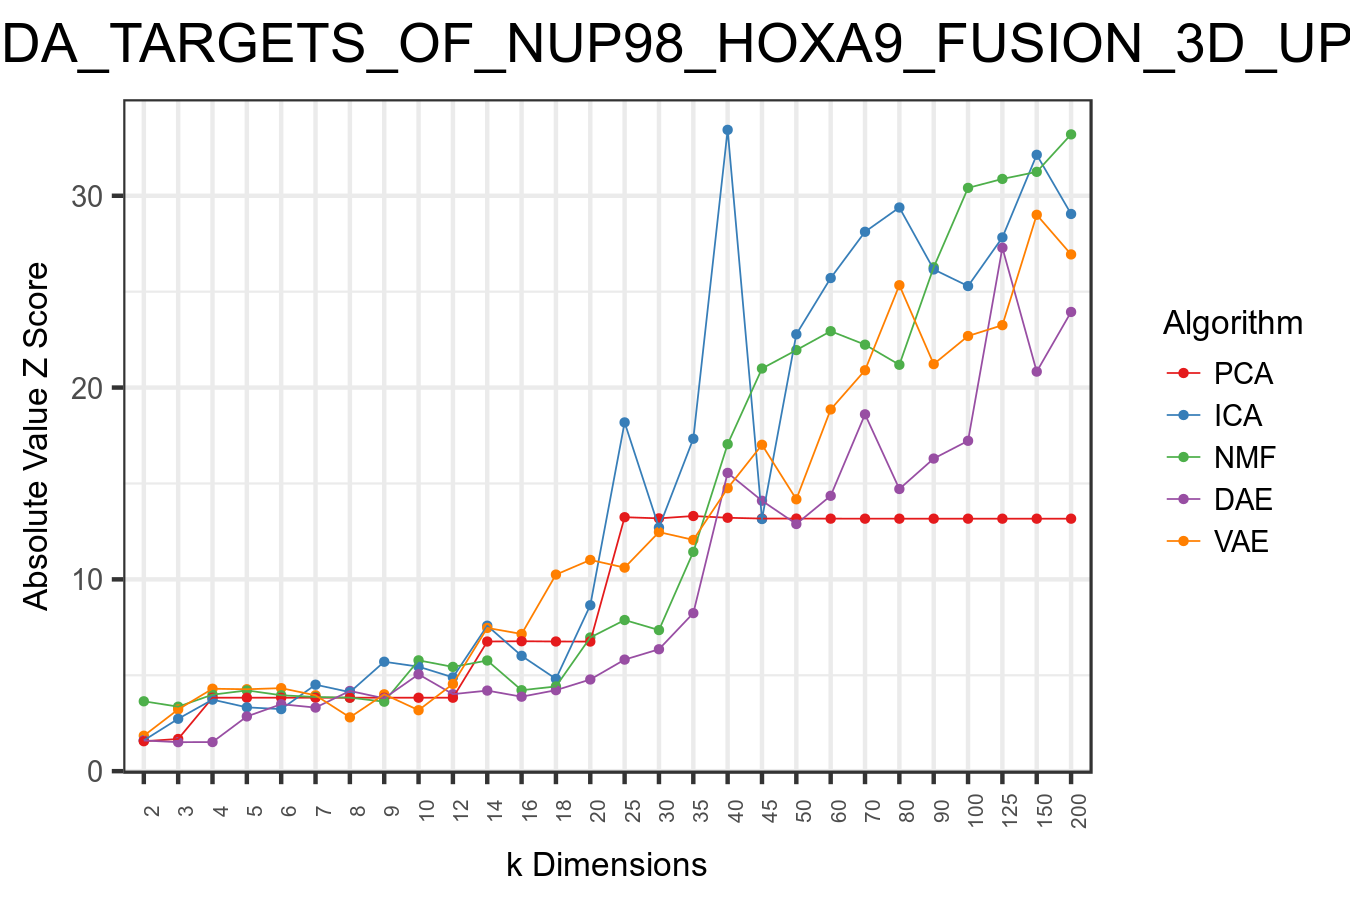 DA_TARGETS_OF_NUP98_HOXA9_FUSION_3D_UP
Absolute Value Z Score
30
20
10
0
2 3 4 5 6 7 8 9 10 12 14 16 18 20 25 30 35 40 45 50 60 70 80 90 100 125 150 200
k Dimensions
Algorithm
PCA
ICA
NMF
DAE
VAE